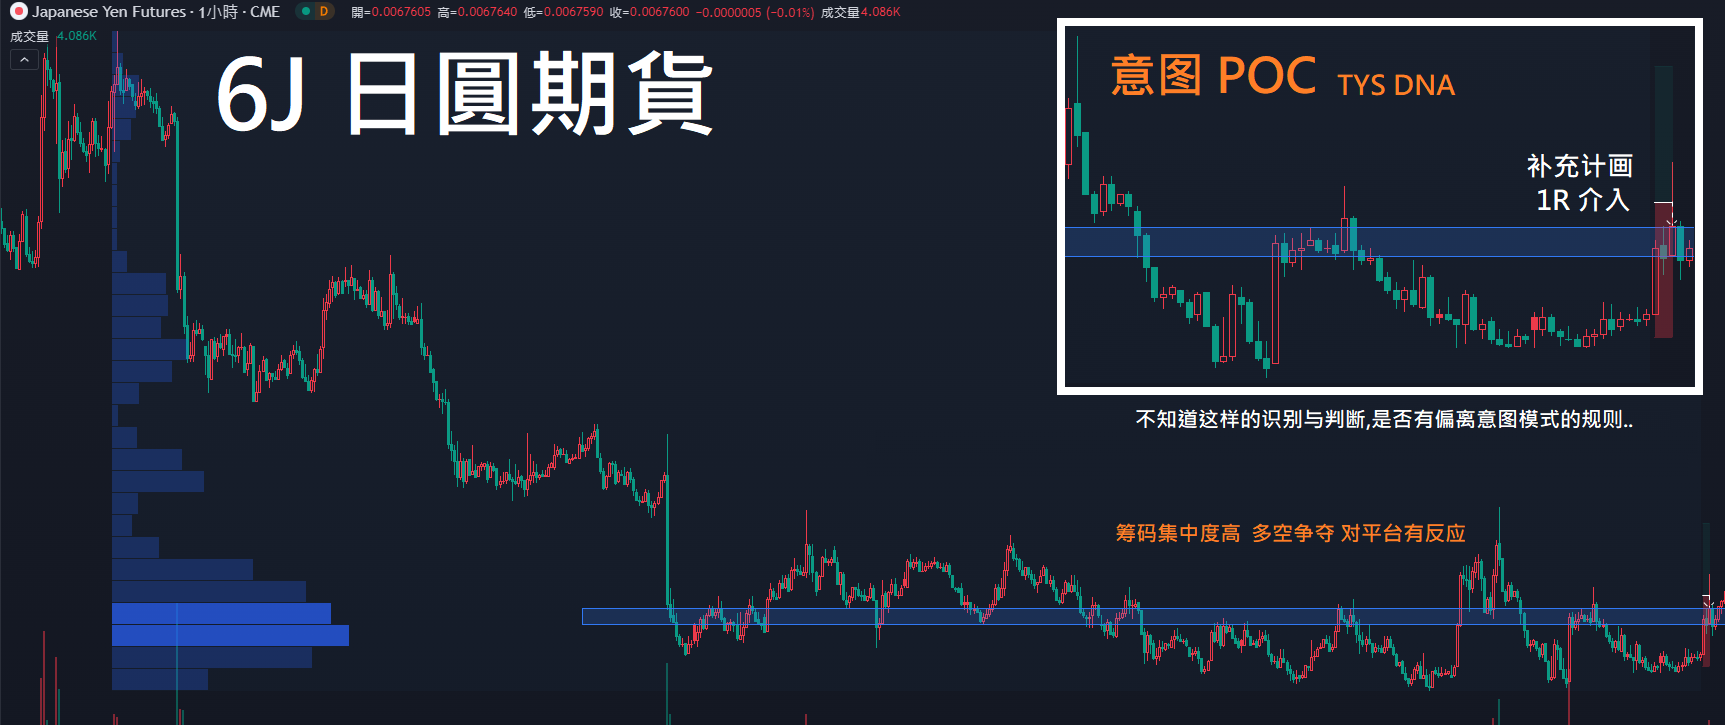 Japanese Yen Futures · 1小時 · CME D 開=0.0067605 高=0.0067640 低=0.0067590 收=0.0067600 −0.0000005 (−0.01%) 成交量4.086K
成交量 4.086K
6J 日圓期貨
意图 POC TYS DNA
补充计画
1R 介入
不知道这样的识别与判断,是否有偏离意图模式的规则..
筹码集中度高 多空争夺 对平台有反应